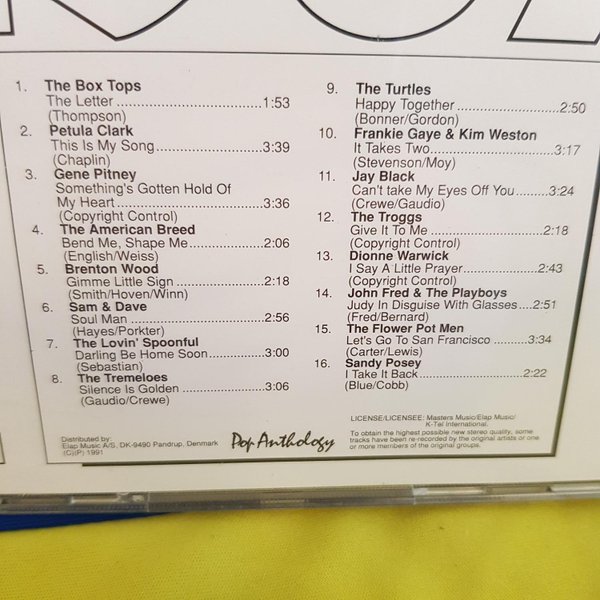 1. The Box Tops
The Letter 1:53
(Thompson)
2. Petula Clark
This Is My Song 3:39
(Chaplin)
3. Gene Pitney
Something's Gotten Hold Of
My Heart 3:36
(Copyright Control)
4. The American Breed
Bend Me, Shape Me 2:06
(English/Weiss)
5. Brenton Wood
Gimme Little Sign 2:18
(Smith/Hoven/Winn)
6. Sam & Dave
Soul Man 2:56
(Hayes/Porkter)
7. The Lovin' Spoonful
Darling Be Home Soon 3:00
(Sebastian)
8. The Tremeloes
Silence Is Golden 3:06
(Gaudio/Crewe)
9. The Turtles
Happy Together 2:50
(Bonner/Gordon)
10. Frankie Gaye & Kim Weston
It Takes Two 3:17
(Stevenson/Moy)
11. Jay Black
Can't take My Eyes Off You 3:24
(Crewe/Gaudio)
12. The Troggs
Give It To Me 2:18
(Copyright Control)
13. Dionne Warwick
I Say A Little Prayer 2:43
(Copyright Control)
14. John Fred & The Playboys
Judy In Disguise With Glasses 2:51
(Fred/Bernard)
15. The Flower Pot Men
Let's Go To San Francisco 3:34
(Carter/Lewis)
16. Sandy Posey
I Take It Back 2:22
(Blue/Cobb)
Distributed by:
Elap Music A/S, DK-9490 Pandrup, Denmark
(C)(P) 1991
Pop Anthology
LICENSE/LICENSEE: Masters Music/Elap Music/
K-Tel International.
To obtain the highest possible new stereo quality, some
tracks have been re-recorded by the original artists or one
or more members of the original groups.